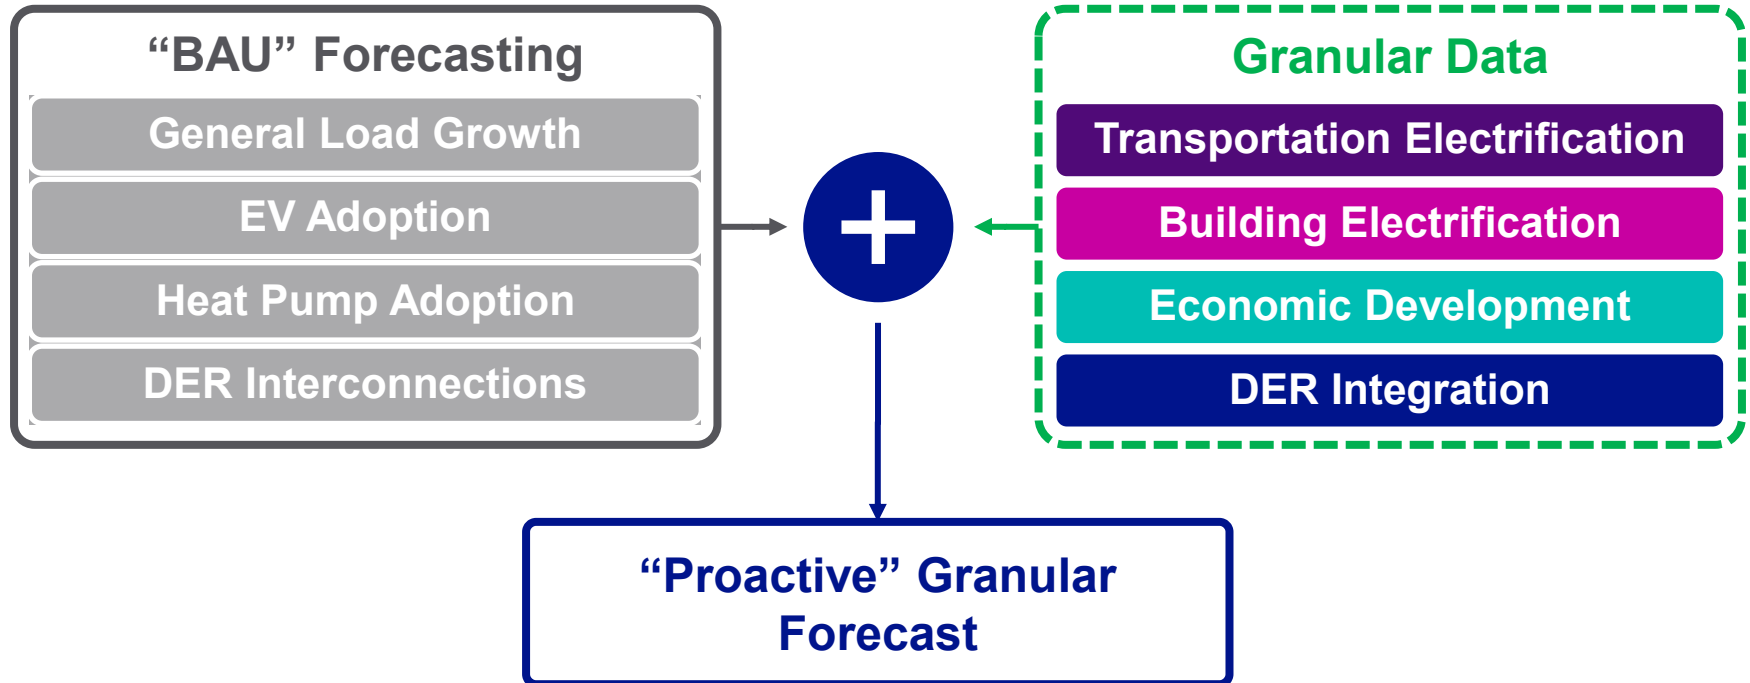 “BAU” Forecasting
General Load Growth
EV Adoption
Heat Pump Adoption
DER Interconnections
Granular Data
Transportation Electrification
Building Electrification
Economic Development
DER Integration
“Proactive” Granular
Forecast